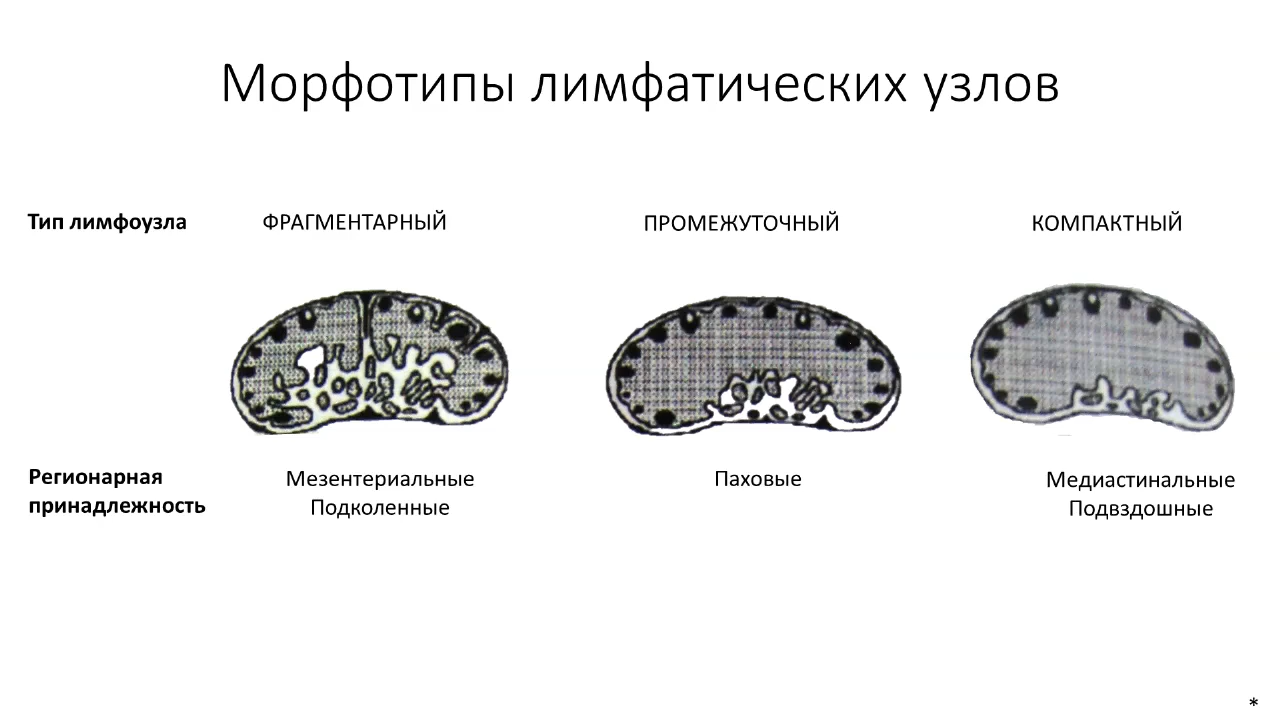 Морфотипы лимфатических узлов
Тип лимфоузла
ФРАГМЕНТАРНЫЙ
ПРОМЕЖУТОЧНЫЙ
КОМПАКТНЫЙ
Регионарная
принадлежность
Мезентериальные
Подколенные
Паховые
Медиастинальные
Подвздошные
*